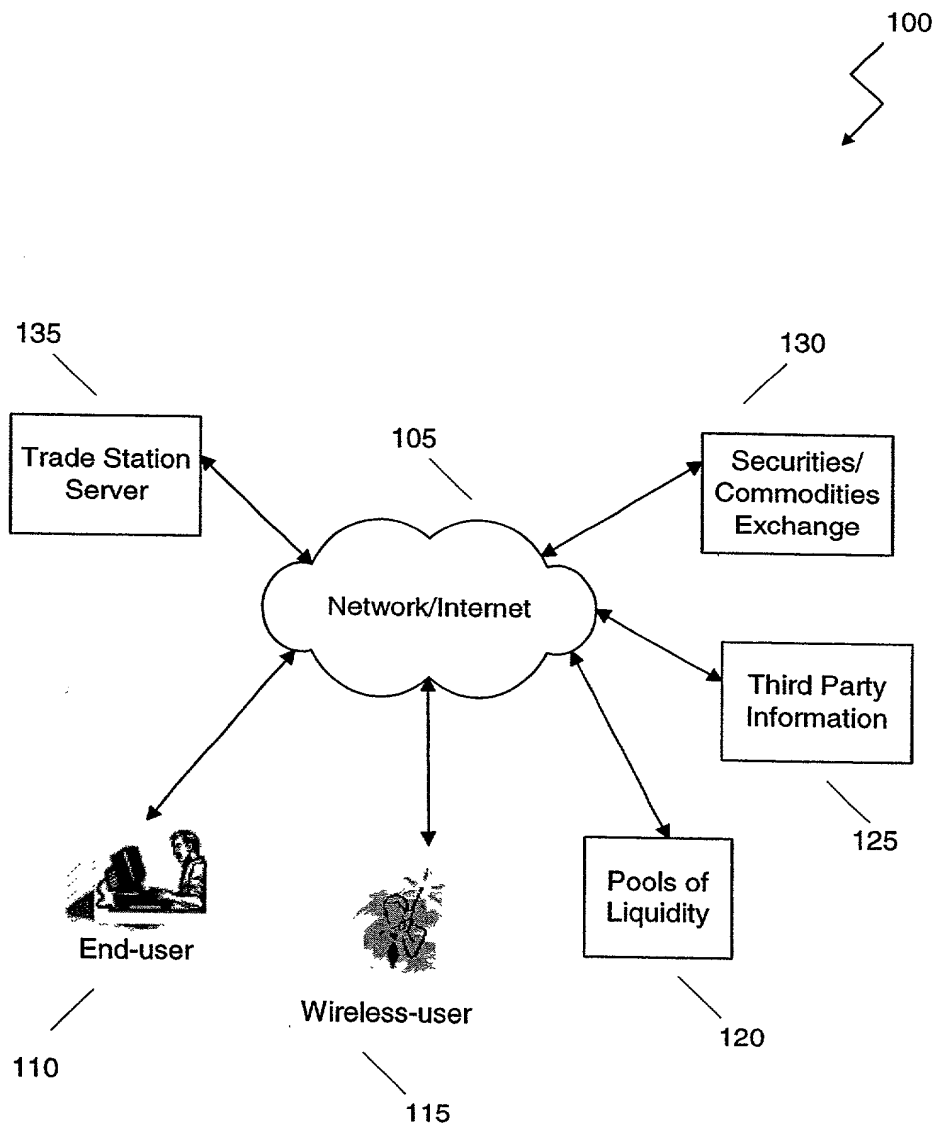 100
135
130
105
Trade Station
Server
Securities/
Commodities
Exchange
Network/Internet
Third Party
Information
125
Pools of
Liquidity
End-user
Wireless-user
120
110
115